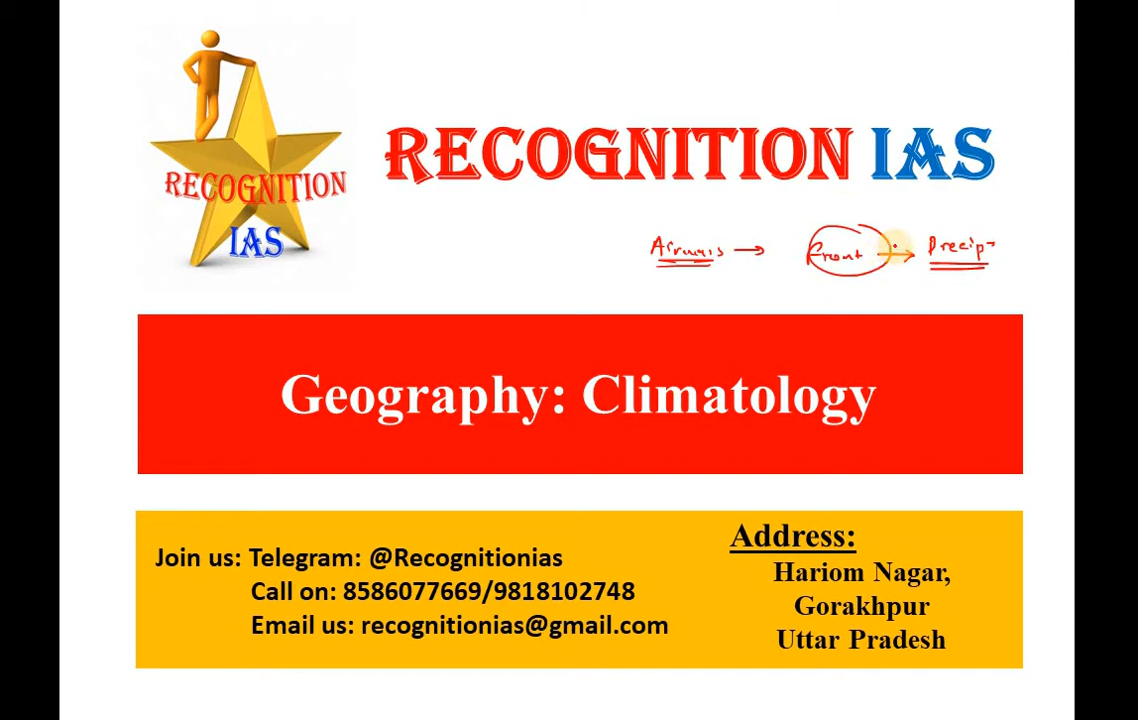 RECOGNITION
IAS
RECOGNITION IAS
→ Front → Precip
Geography: Climatology
Join us: Telegram: @Recognitionias
Call on: 8586077669/9818102748
Email us: recognitionias@gmail.com
Address:
Hariom Nagar,
Gorakhpur
Uttar Pradesh